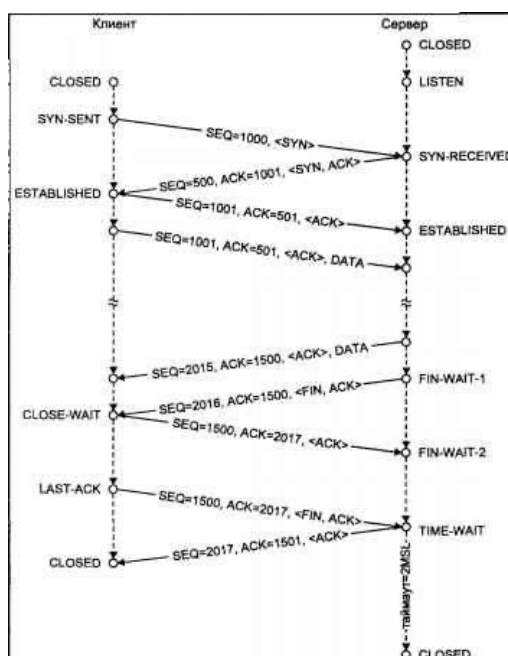 Клиент
Сервер
CLOSED
CLOSED
LISTEN
SYN-SENT
SEQ=1000, <SYN>
SYN-RECEIVED
SEQ=500, ACK=1001, <SYN, ACK>
ESTABLISHED
SEQ=1001, ACK=501, <ACK>
ESTABLISHED
SEQ=1001, ACK=501, <ACK>, DATA
SEQ=2015, ACK=1500, <ACK>, DATA
FIN-WAIT-1
SEQ=2016, ACK=1500, <FIN, ACK>
CLOSE-WAIT
SEQ=1500, ACK=2017, <ACK>
FIN-WAIT-2
LAST-ACK
SEQ=1500, ACK=2017, <FIN, ACK>
TIME-WAIT
SEQ=2017, ACK=1501, <ACK>
CLOSED
таймаут=2MSL
CLOSED